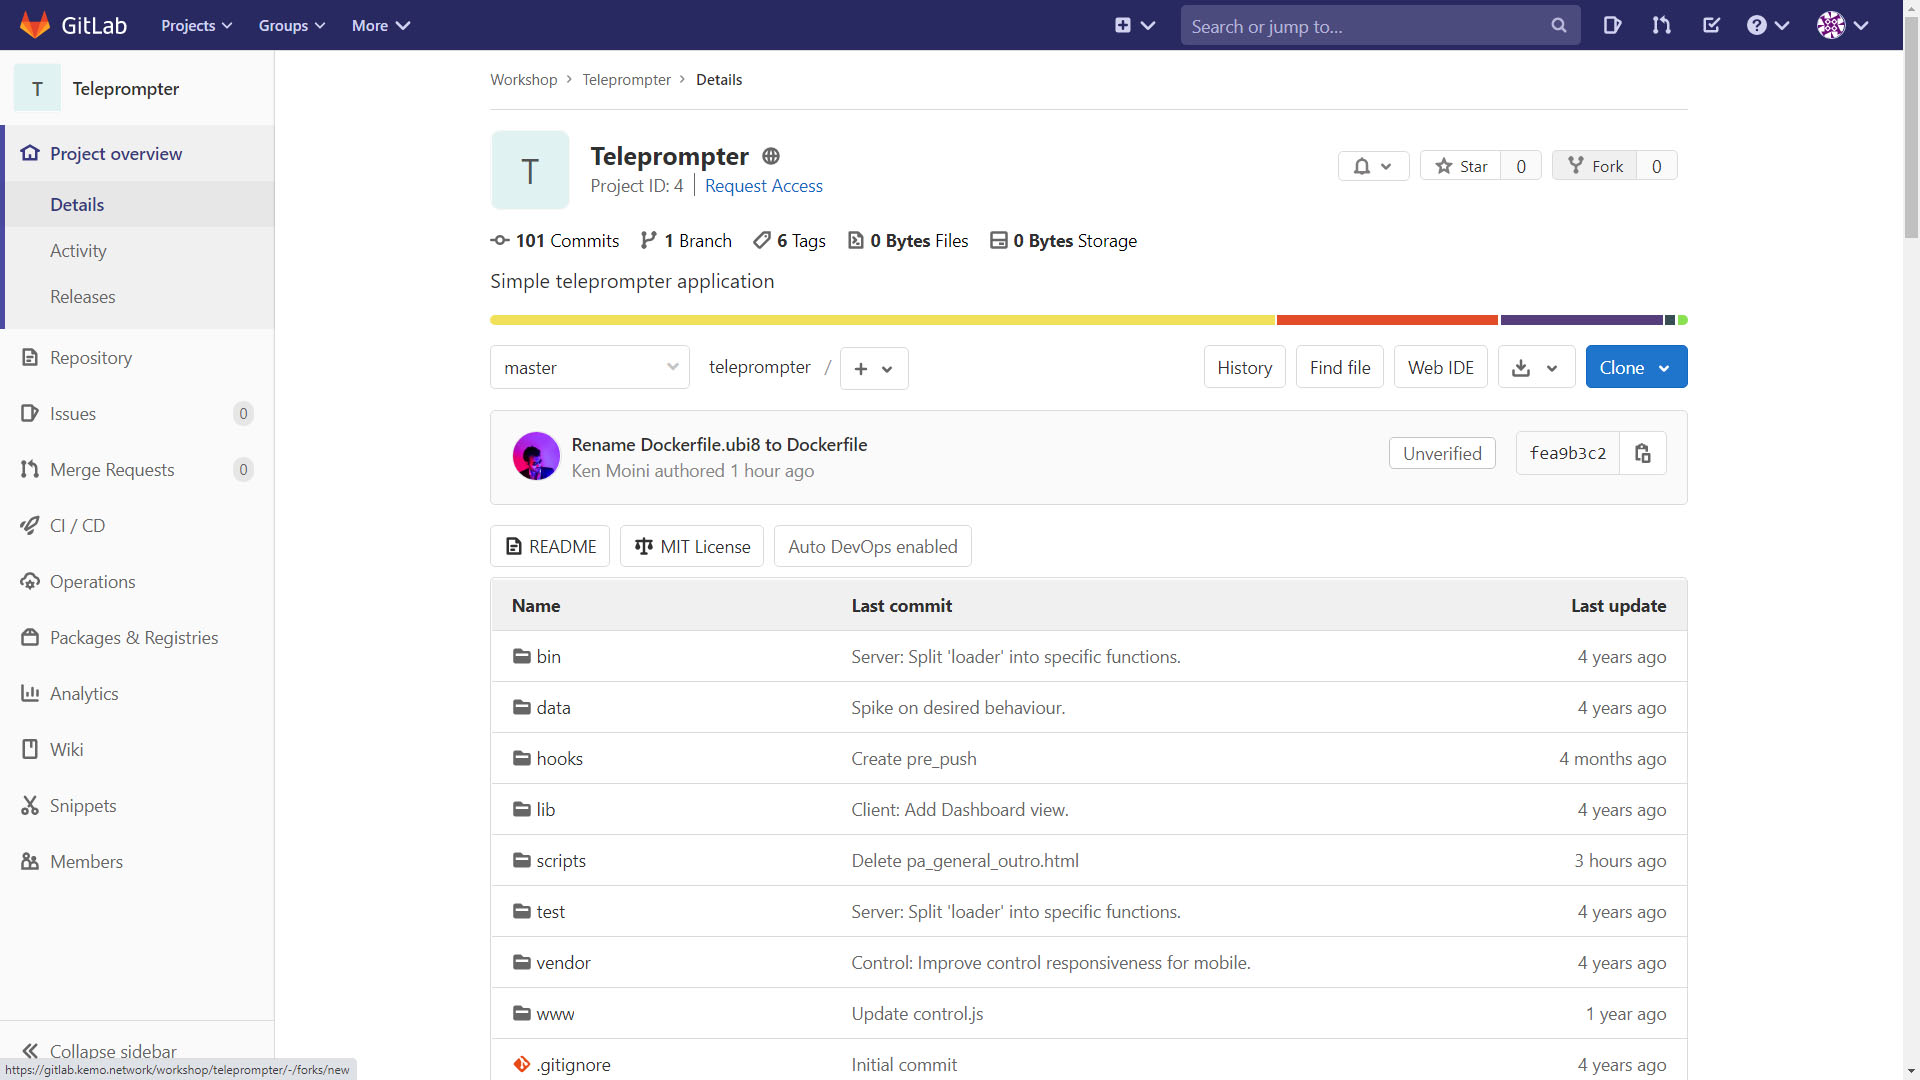 GitLab Projects Groups More Search or jump to...
T Teleprompter
Project overview
Details
Activity
Releases
Repository
Issues 0
Merge Requests 0
CI / CD
Operations
Packages & Registries
Analytics
Wiki
Snippets
Members
Collapse sidebar
https://gitlab.kemo.network/workshop/teleprompter/-/forks/new
Workshop > Teleprompter > Details
T
Teleprompter
Project ID: 4 | Request Access
Star 0 Fork 0
101 Commits 1 Branch 6 Tags 0 Bytes Files 0 Bytes Storage
Simple teleprompter application
master teleprompter / + History Find file Web IDE Clone
Rename Dockerfile.ubi8 to Dockerfile
Ken Moini authored 1 hour ago
Unverified fea9b3c2
README MIT License Auto DevOps enabled
Name Last commit Last update
bin Server: Split 'loader' into specific functions. 4 years ago
data Spike on desired behaviour. 4 years ago
hooks Create pre_push 4 months ago
lib Client: Add Dashboard view. 4 years ago
scripts Delete pa_general_outro.html 3 hours ago
test Server: Split 'loader' into specific functions. 4 years ago
vendor Control: Improve control responsiveness for mobile. 4 years ago
www Update control.js 1 year ago
.gitignore Initial commit 4 years ago